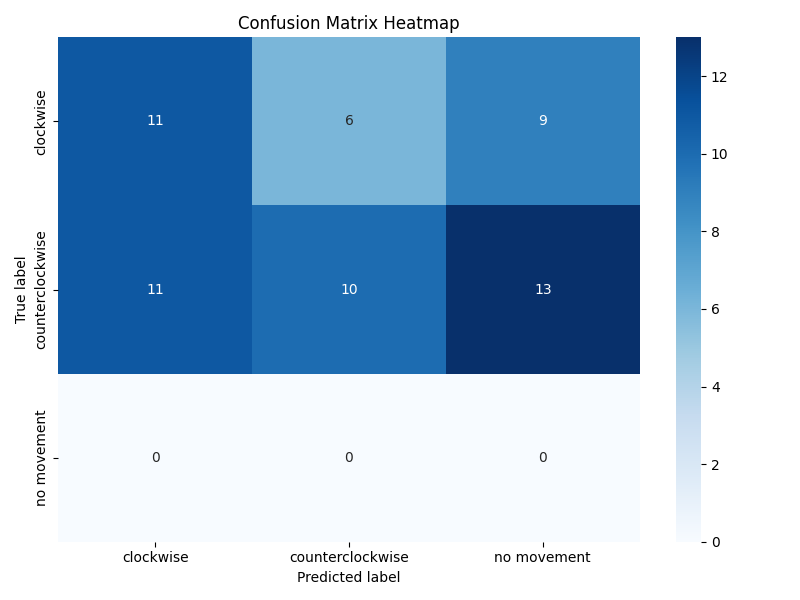 Confusion Matrix Heatmap
True label
clockwise
11 6 9
counterclockwise
11 10 13
no movement
0 0 0
clockwise counterclockwise no movement
Predicted label
12
10
8
6
4
2
0